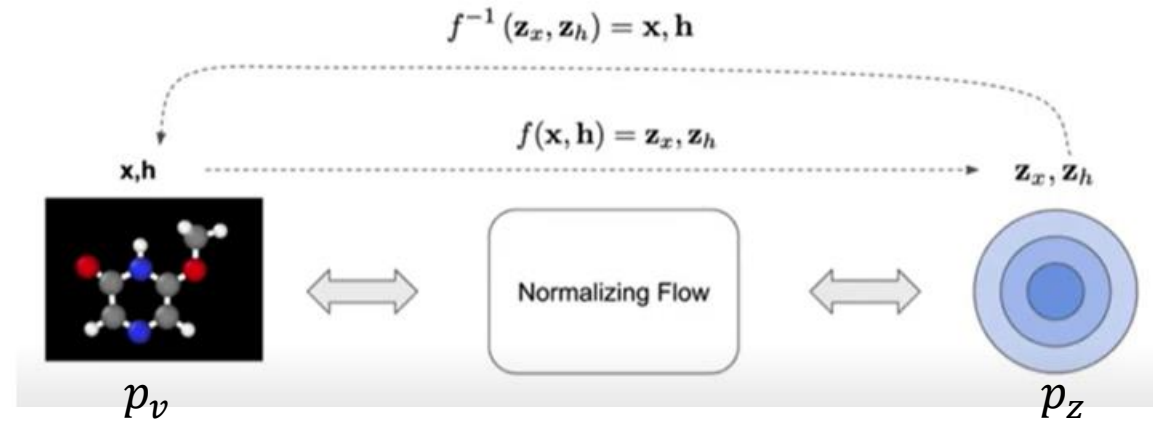 f⁻¹ (z_x, z_h) = x, h
f(x, h) = z_x, z_h
x,h
z_x, z_h
Normalizing Flow
p_v
p_z